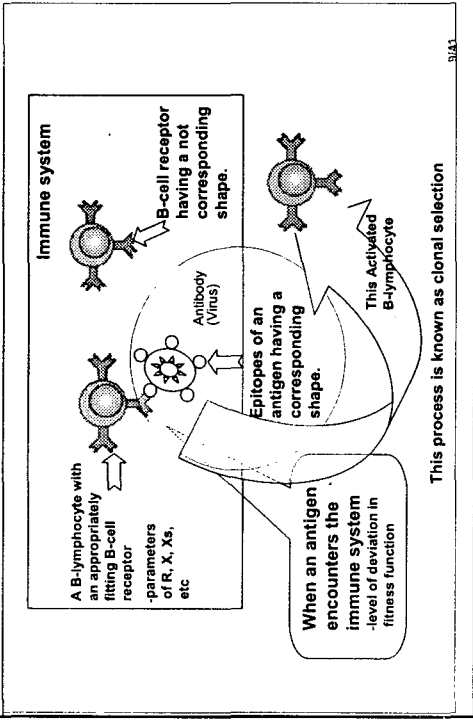 9/41
Immune system
A B-lymphocyte with
an appropriately
fitting B-cell
receptor
-parameters
of R, X, Xs,
etc
B-cell receptor
having a not
corresponding
shape.
Antibody
(Virus)
Epitopes of an
antigen having a
corresponding
shape.
When an antigen
encounters the
immune system
-level of deviation in
fitness function
This Activated
B-lymphocyte
This process is known as clonal selection